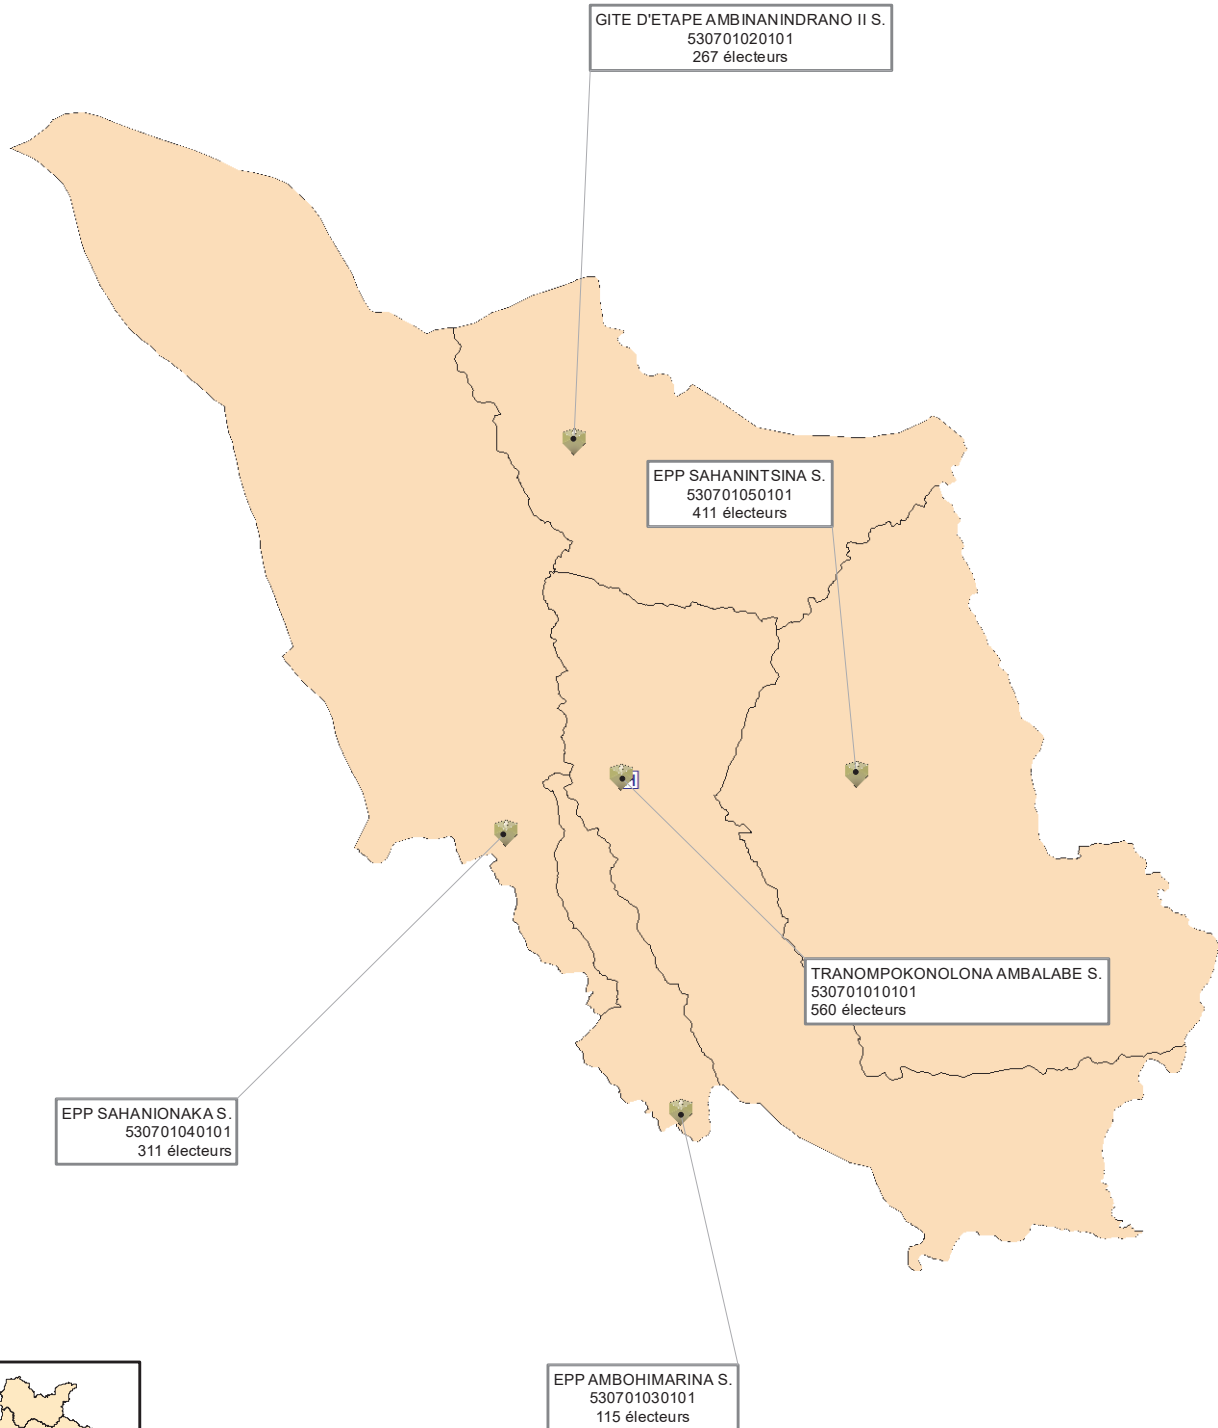 GITE D'ETAPE AMBINANINDRANO II S.
530701020101
267 électeurs
EPP SAHANINTSINA S.
530701050101
411 électeurs
TRANOMPOKONOLONA AMBALABE S.
530701010101
560 électeurs
EPP SAHANIONAKA S.
530701040101
311 électeurs
EPP AMBOHIMARINA S.
530701030101
115 électeurs